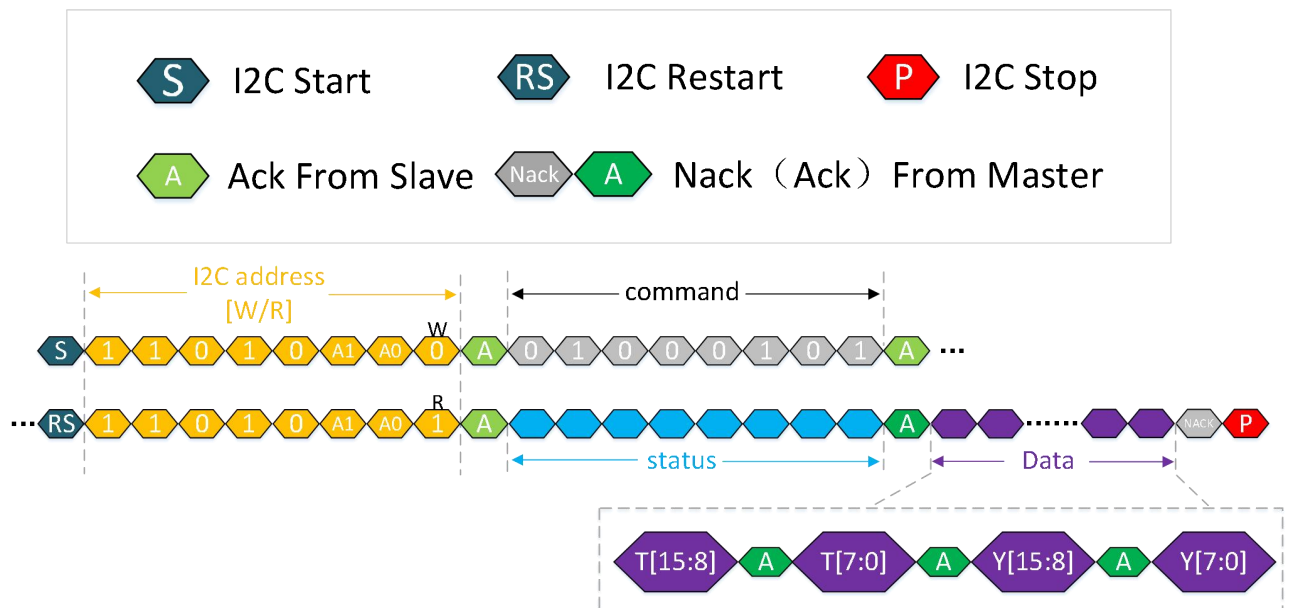 S I2C Start RS I2C Restart P I2C Stop
A Ack From Slave Nack A Nack（Ack）From Master
I2C address
[W/R]
command
W
S 1 1 0 1 0 A1 A0 0 A 0 1 0 0 0 1 0 1 A ...
R
... RS 1 1 0 1 0 A1 A0 1 A A ...... NACK P
status Data
T[15:8] A T[7:0] A Y[15:8] A Y[7:0]